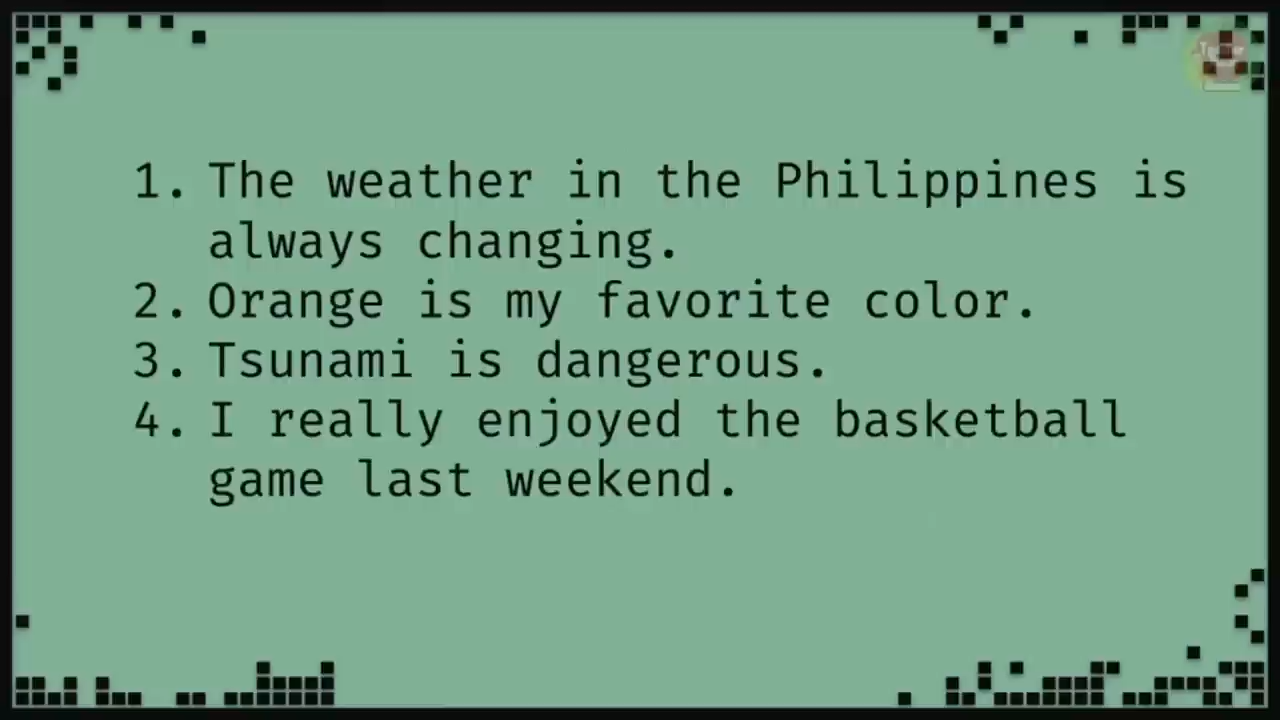 1. The weather in the Philippines is
always changing.
2. Orange is my favorite color.
3. Tsunami is dangerous.
4. I really enjoyed the basketball
game last weekend.